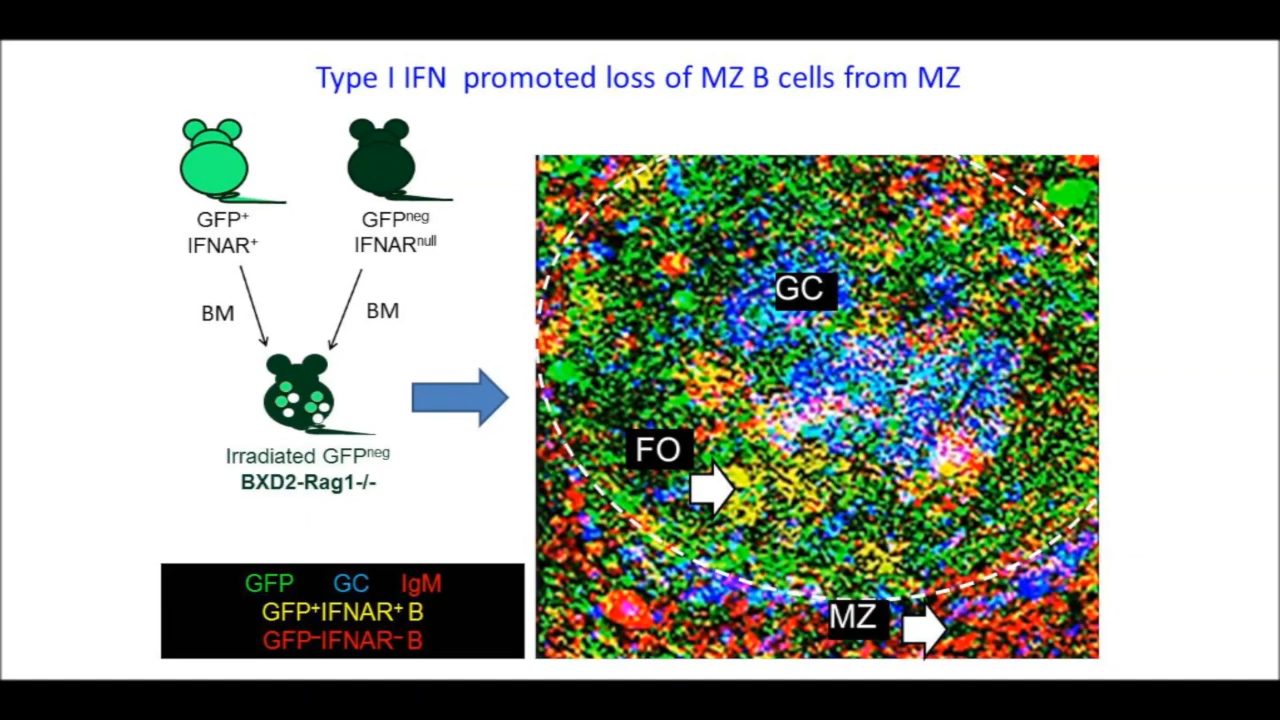 Type I IFN promoted loss of MZ B cells from MZ
GFP⁺
IFNAR⁺
GFPⁿᵉᵍ
IFNARⁿᵘˡˡ
BM
BM
Irradiated GFPⁿᵉᵍ
BXD2-Rag1-/-
GFP GC IgM
GFP⁺IFNAR⁺ B
GFP⁻IFNAR⁻ B
GC
FO
MZ